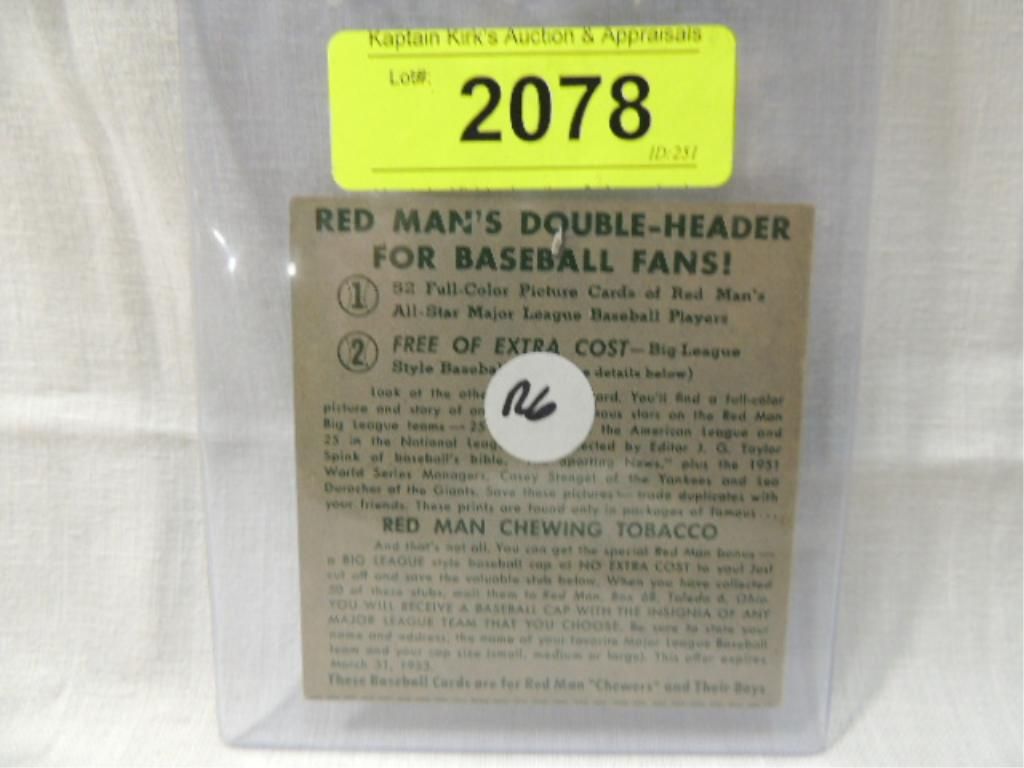 Kaptain Kirk's Auction & Appraisals
Lot#:
2078
ID:251
RED MAN'S DOUBLE-HEADER
FOR BASEBALL FANS!
1 52 Full-Color Picture Cards of Red Man's
All-Star Major League Baseball Players
2 FREE OF EXTRA COST—Big League
Style details below)
R6
Look at the You'll find a full-color
picture and story of stars on the Red Man
Big League teams—25 the American League and
25 in the National by Editor J. G. Taylor
Spink of baseball's bible, Sporting News," plus the 1951
World Series Managers, Casey Stengel of the Yankees and Leo
Durocher of the Giants. Save these pictures—trade duplicates with
your friends. These prints are found only in packages of famous ...
RED MAN CHEWING TOBACCO
And that's not all. You can get the special Red Man bonus—
a BIG LEAGUE style baseball cap at NO EXTRA COST to you! Just
cut off and save the valuable stub below. When you have collected
50 of these stubs, mail them to Red Man, Box 68, Toledo 6, Ohio.
YOU WILL RECEIVE A BASEBALL CAP WITH THE INSIGNIA OF ANY
MAJOR LEAGUE TEAM THAT YOU CHOOSE. Be sure to state your
name and address, the name of your favorite Major League Baseball
team and your cap size (small, medium or large). This offer expires
March 31, 1953.
These Baseball Cards are for Red Man "Chewers" and Their Boys